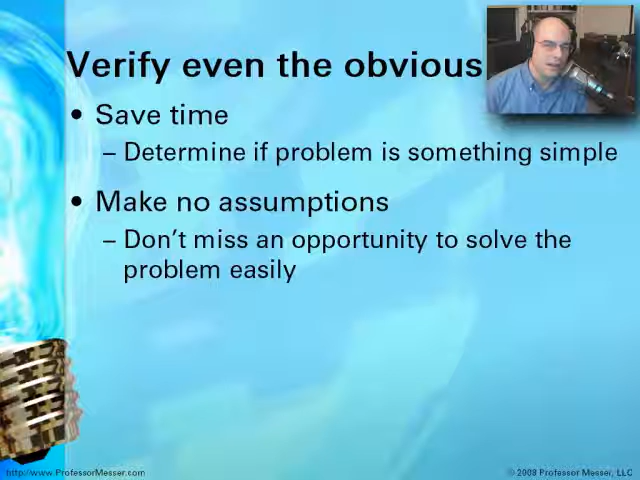 Verify even the obvious
• Save time
– Determine if problem is something simple
• Make no assumptions
– Don't miss an opportunity to solve the
problem easily
http://www.ProfessorMesser.com
© 2008 Professor Messer, LLC